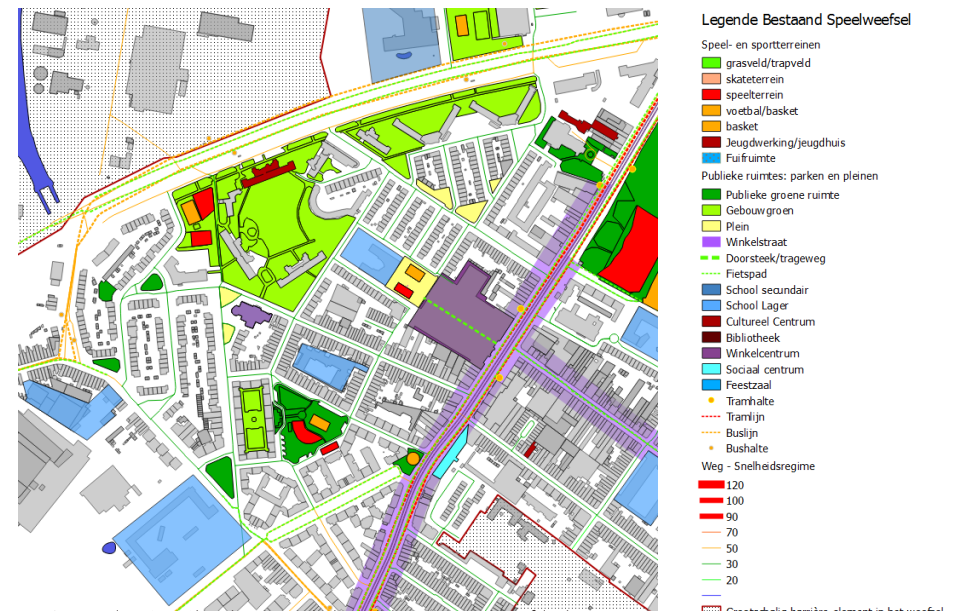 Legende Bestaand Speelweefsel
Speel- en sportterreinen
grasveld/trapveld
skateterrein
speelterrein
voetbal/basket
basket
Jeugdwerking/jeugdhuis
Fuifruimte
Publieke ruimtes: parken en pleinen
Publieke groene ruimte
Gebouwgroen
Plein
Winkelstraat
Doorsteek/trageweg
Fietspad
School secundair
School Lager
Cultureel Centrum
Bibliotheek
Winkelcentrum
Sociaal centrum
Feestzaal
Tramhalte
Tramlijn
Buslijn
Bushalte
Weg - Snelheidsregime
120
100
90
70
50
30
20